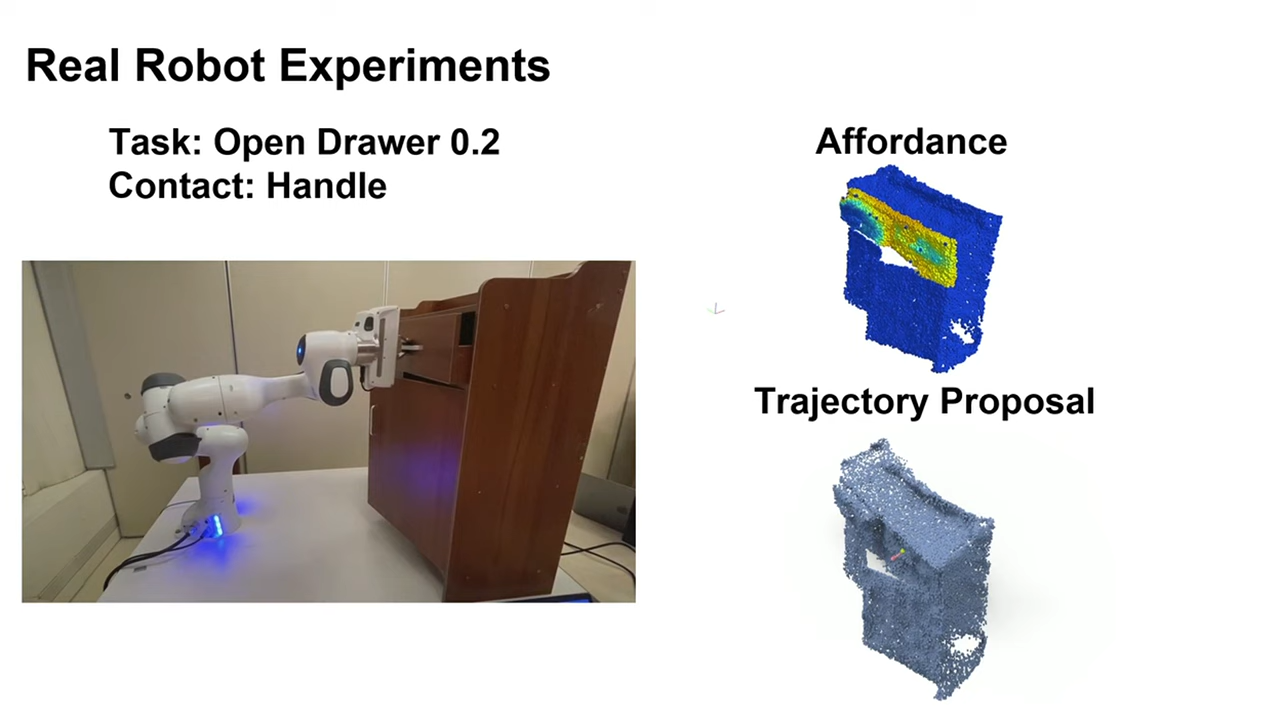 Real Robot Experiments
Task: Open Drawer 0.2
Contact: Handle
Affordance
Trajectory Proposal